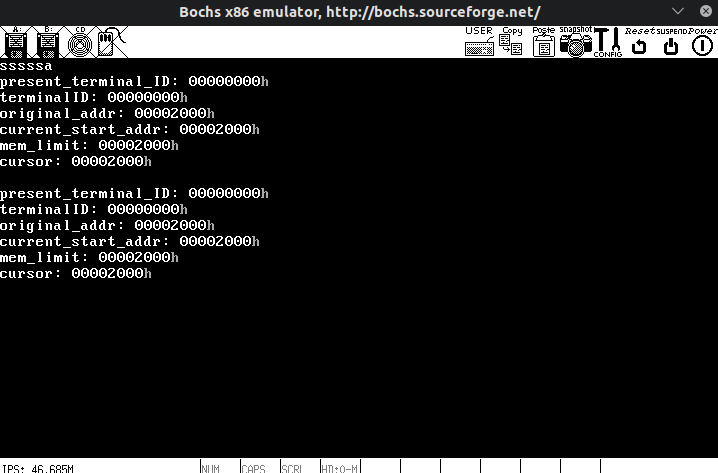 Bochs x86 emulator, http://bochs.sourceforge.net/
A: B: CD USER Copy Paste snapshot CONFIG Reset SUSPEND Power
sssssa
present_terminal_ID: 00000000h
terminalID: 00000000h
original_addr: 00002000h
current_start_addr: 00002000h
mem_limit: 00002000h
cursor: 00002000h
present_terminal_ID: 00000000h
terminalID: 00000000h
original_addr: 00002000h
current_start_addr: 00002000h
mem_limit: 00002000h
cursor: 00002000h
IPS: 46.685M NUM CAPS SCRL HD:0-M